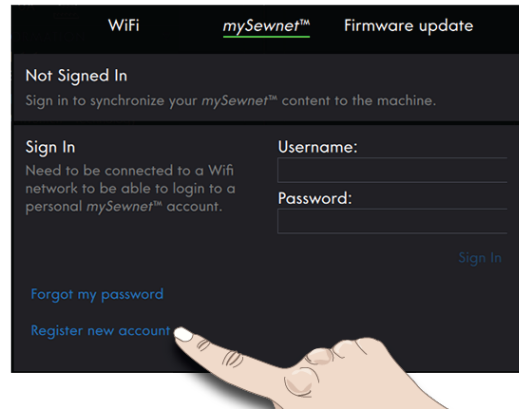 WiFi mySewnet™ Firmware update
Not Signed In
Sign in to synchronize your mySewnet™ content to the machine.
Sign In
Need to be connected to a Wifi
network to be able to login to a
personal mySewnet™ account.
Username:
Password:
Sign In
Forgot my password
Register new account